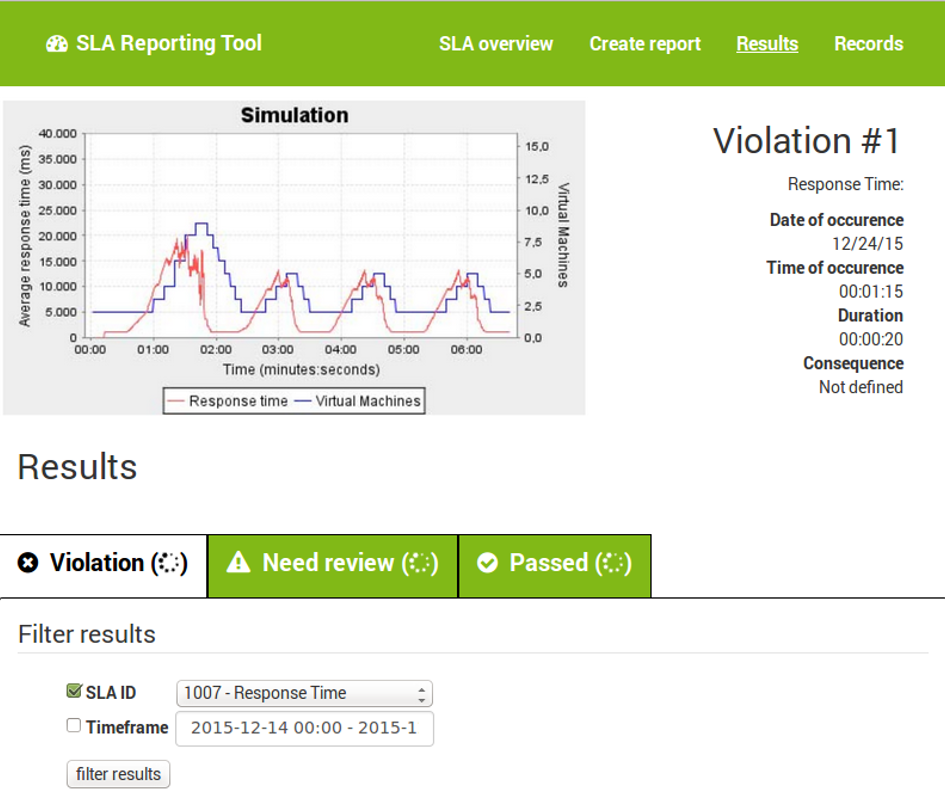 SLA Reporting Tool
SLA overview Create report Results Records
Simulation
40.000
35.000
30.000
25.000
20.000
15.000
10.000
5.000
0
Average response time (ms)
15,0
12,5
10,0
7,5
5,0
2,5
0,0
Virtual Machines
00:00 01:00 02:00 03:00 04:00 05:00 06:00
Time (minutes:seconds)
Response time Virtual Machines
Violation #1
Response Time:
Date of occurence
12/24/15
Time of occurence
00:01:15
Duration
00:00:20
Consequence
Not defined
Results
Violation ( ) Need review ( ) Passed ( )
Filter results
SLA ID 1007 - Response Time
Timeframe 2015-12-14 00:00 - 2015-1
filter results